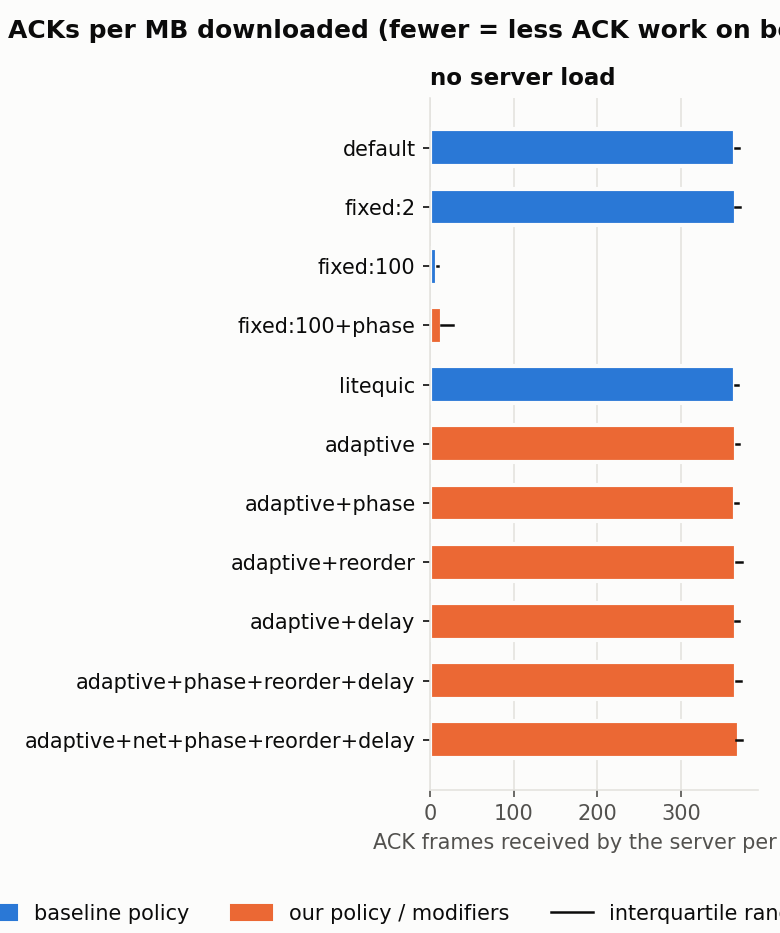 ACKs per MB downloaded (fewer = less ACK work on
no server load
default
fixed:2
fixed:100
fixed:100+phase
litequic
adaptive
adaptive+phase
adaptive+reorder
adaptive+delay
adaptive+phase+reorder+delay
adaptive+net+phase+reorder+delay
0 100 200 300
ACK frames received by the server per
baseline policy our policy / modifiers interquartile